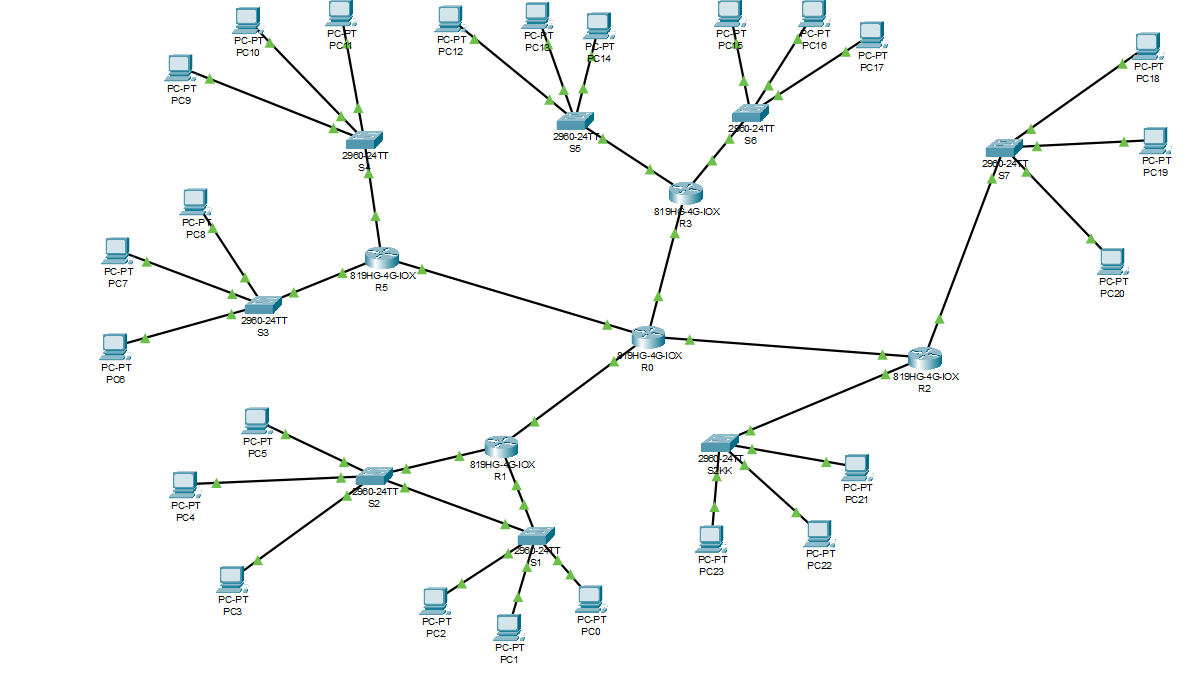 PC-PT
PC10
PC-PT
PC11
PC-PT
PC12
PC-PT
PC13
PC-PT
PC14
PC-PT
PC15
PC-PT
PC16
PC-PT
PC17
PC-PT
PC18
PC-PT
PC9
2960-24TT
S4
2960-24TT
S5
2960-24TT
S6
2960-24TT
S7
PC-PT
PC19
PC-PT
PC8
819HG-4G-IOX
R3
PC-PT
PC7
819HG-4G-IOX
R5
PC-PT
PC20
2960-24TT
S3
PC-PT
PC6
819HG-4G-IOX
R0
819HG-4G-IOX
R2
PC-PT
PC5
819HG-4G-IOX
R1
2960-24TT
S2KK
PC-PT
PC4
2960-24TT
S2
PC-PT
PC21
2960-24TT
S1
PC-PT
PC23
PC-PT
PC22
PC-PT
PC3
PC-PT
PC2
PC-PT
PC1
PC-PT
PC0